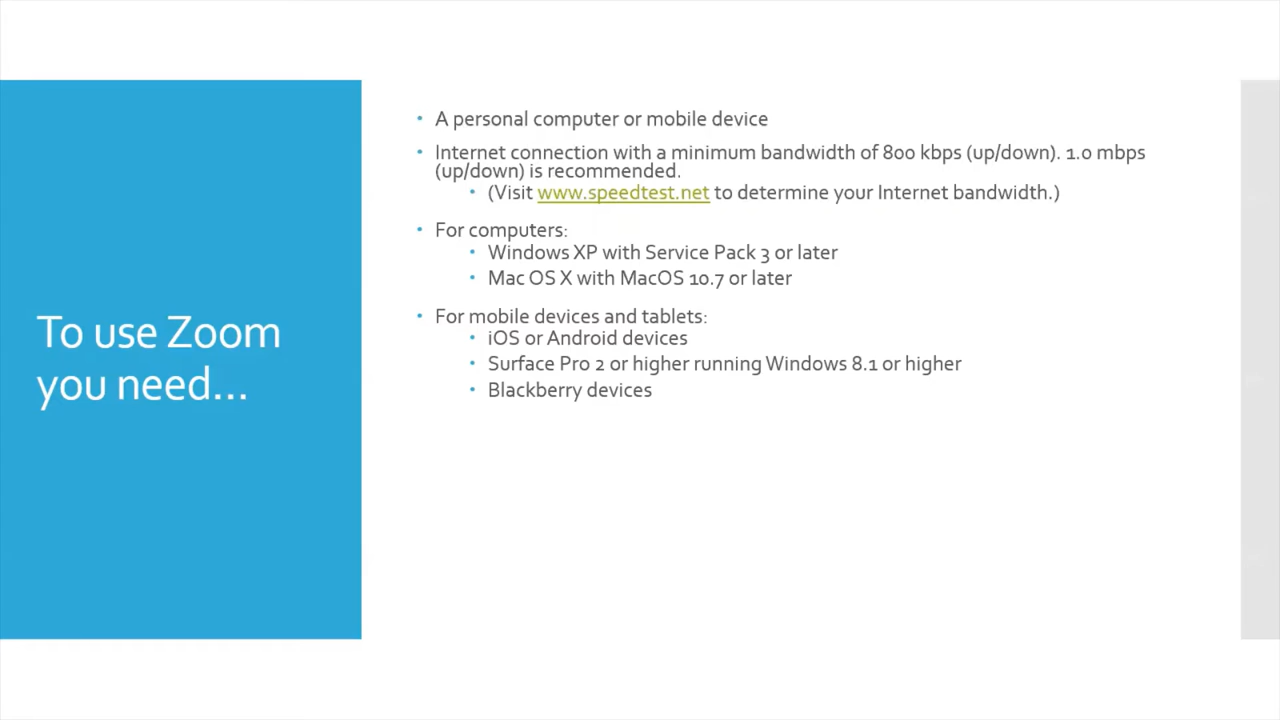 To use Zoom
you need...
• A personal computer or mobile device
• Internet connection with a minimum bandwidth of 800 kbps (up/down). 1.0 mbps
(up/down) is recommended.
• (Visit www.speedtest.net to determine your Internet bandwidth.)
• For computers:
• Windows XP with Service Pack 3 or later
• Mac OS X with MacOS 10.7 or later
• For mobile devices and tablets:
• iOS or Android devices
• Surface Pro 2 or higher running Windows 8.1 or higher
• Blackberry devices